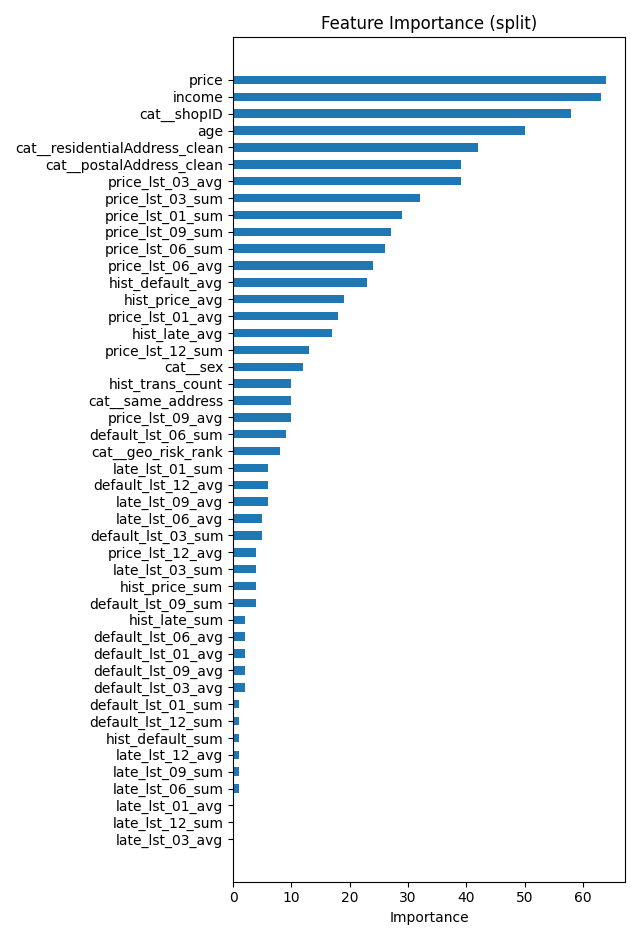 Feature Importance (split)
price
income
cat__shopID
age
cat__residentialAddress_clean
cat__postalAddress_clean
price_lst_03_avg
price_lst_03_sum
price_lst_01_sum
price_lst_09_sum
price_lst_06_sum
price_lst_06_avg
hist_default_avg
hist_price_avg
price_lst_01_avg
hist_late_avg
price_lst_12_sum
cat__sex
hist_trans_count
cat__same_address
price_lst_09_avg
default_lst_06_sum
cat__geo_risk_rank
late_lst_01_sum
default_lst_12_avg
late_lst_09_avg
late_lst_06_avg
default_lst_03_sum
price_lst_12_avg
late_lst_03_sum
hist_price_sum
default_lst_09_sum
hist_late_sum
default_lst_06_avg
default_lst_01_avg
default_lst_09_avg
default_lst_03_avg
default_lst_01_sum
default_lst_12_sum
hist_default_sum
late_lst_12_avg
late_lst_09_sum
late_lst_06_sum
late_lst_01_avg
late_lst_12_sum
late_lst_03_avg
0 10 20 30 40 50 60
Importance